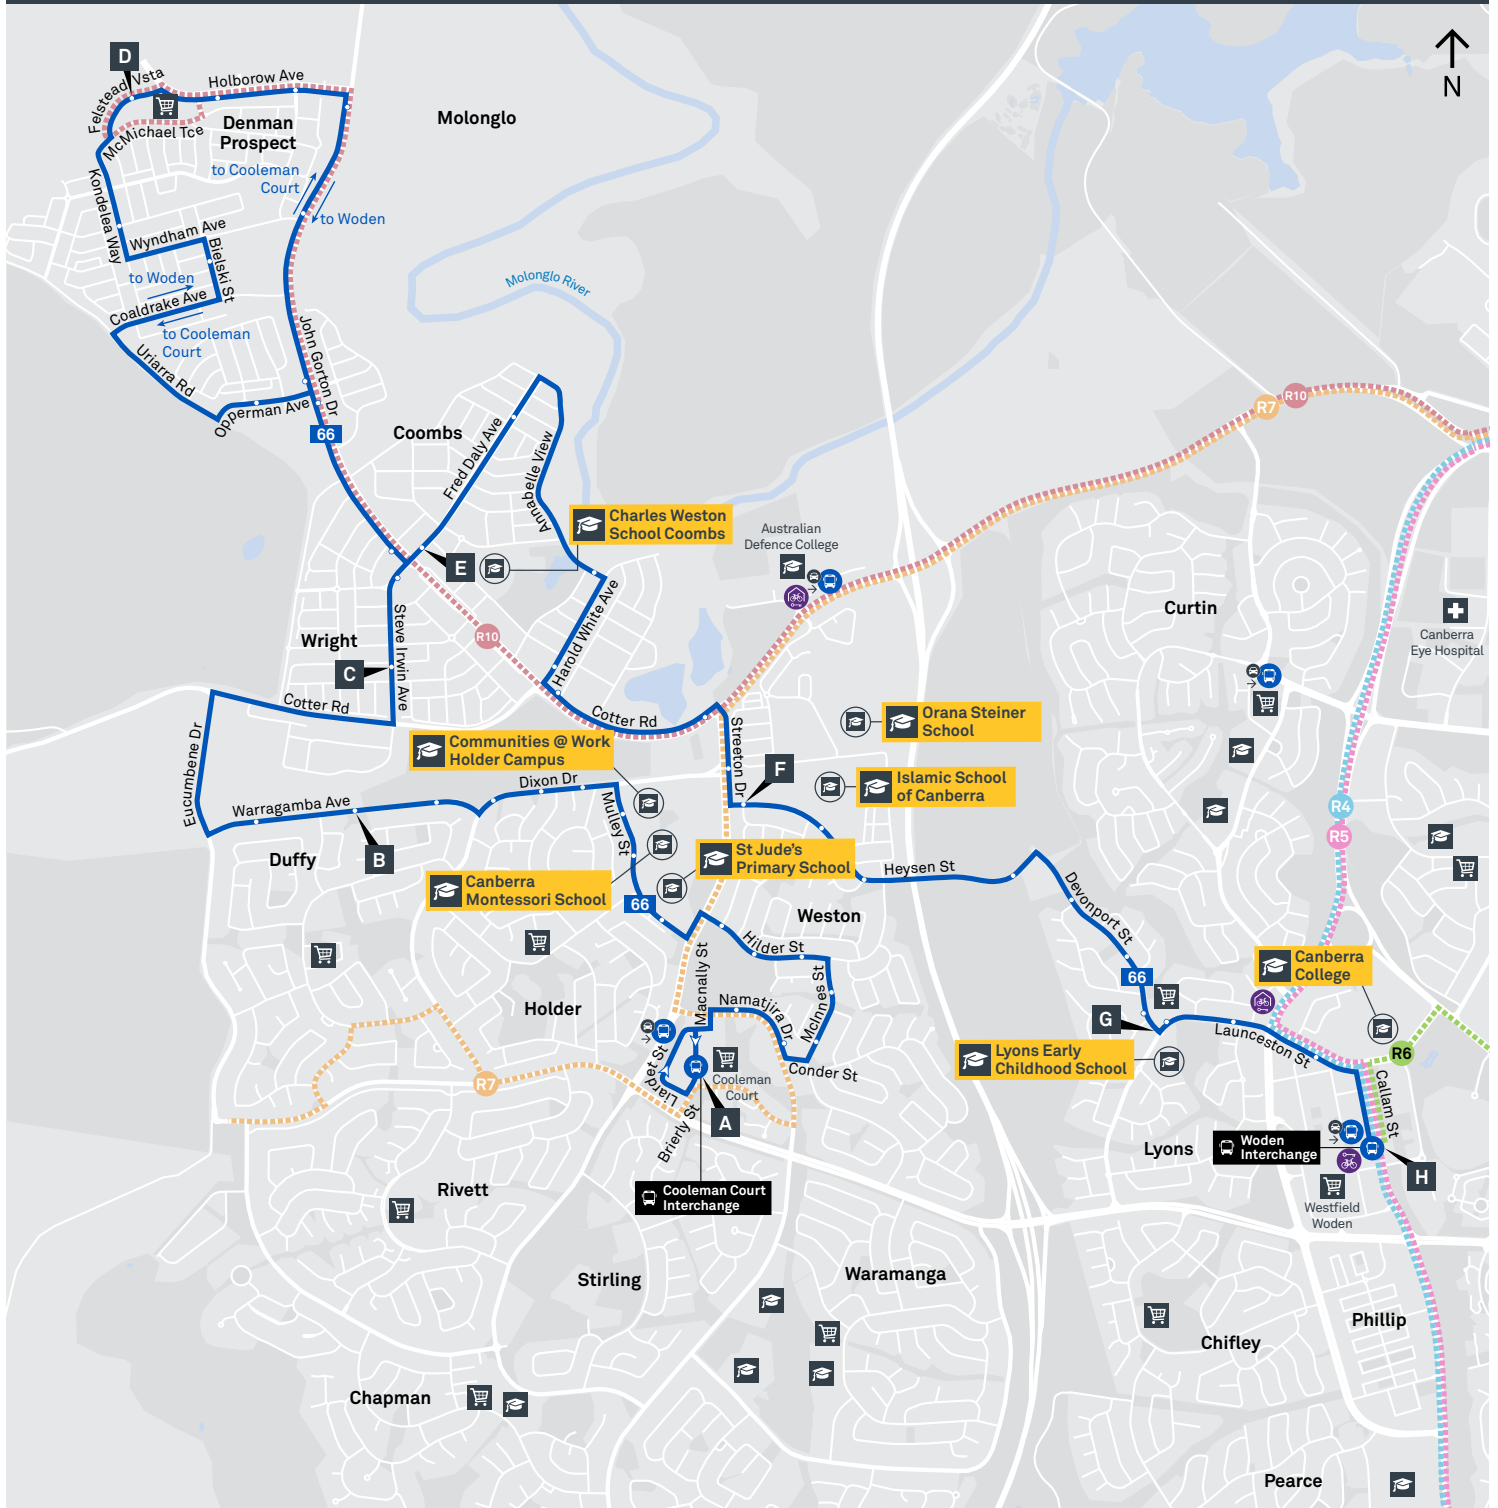 D
N
Felstead Vsta
Holborow Ave
McMichael Tce
Denman
Prospect
Molonglo
to Cooleman
Court
to Woden
Kondelea Way
Wyndham Ave
Bielski St
to Woden
Coaldrake Ave
to Cooleman
Court
Molonglo River
John Gorton Dr
Uriarra Rd
Opperman Ave
66
R7
R10
Coombs
Fred Daly Ave
Annabelle View
Charles Weston
School Coombs
Australian
Defence College
E
Curtin
Canberra
Eye Hospital
Steve Irwin Ave
Harold White Ave
R10
Wright
C
Cotter Rd
Cotter Rd
Streeton Dr
Orana Steiner
School
Communities @ Work
Holder Campus
Eucumbene Dr
F
Islamic School
of Canberra
Dixon Dr
Warragamba Ave
Mulley St
R4
R5
Duffy
B
St Jude's
Primary School
Heysen St
Canberra
Montessori School
66
Devonport St
Weston
Hilder St
Macnally St
McInnes St
Canberra
College
66
Holder
Namatjira Dr
G
Launceston St
Lyons Early
Childhood School
R6
Liardet St
Conder St
Cooleman
Court
R7
A
Callam St
Brierly St
Lyons
Woden
Interchange
H
Rivett
Cooleman Court
Interchange
Westfield
Woden
Stirling
Waramanga
Phillip
Chifley
Chapman
Pearce